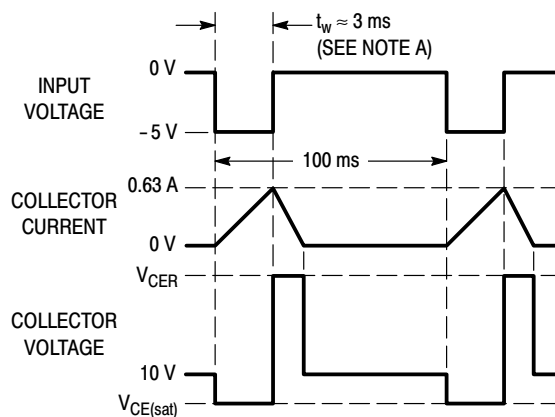 t_w ≈ 3 ms
(SEE NOTE A)
0 V
INPUT
VOLTAGE
−5 V
100 ms
0.63 A
COLLECTOR
CURRENT
0 V
V_CER
COLLECTOR
VOLTAGE
10 V
V_CE(sat)